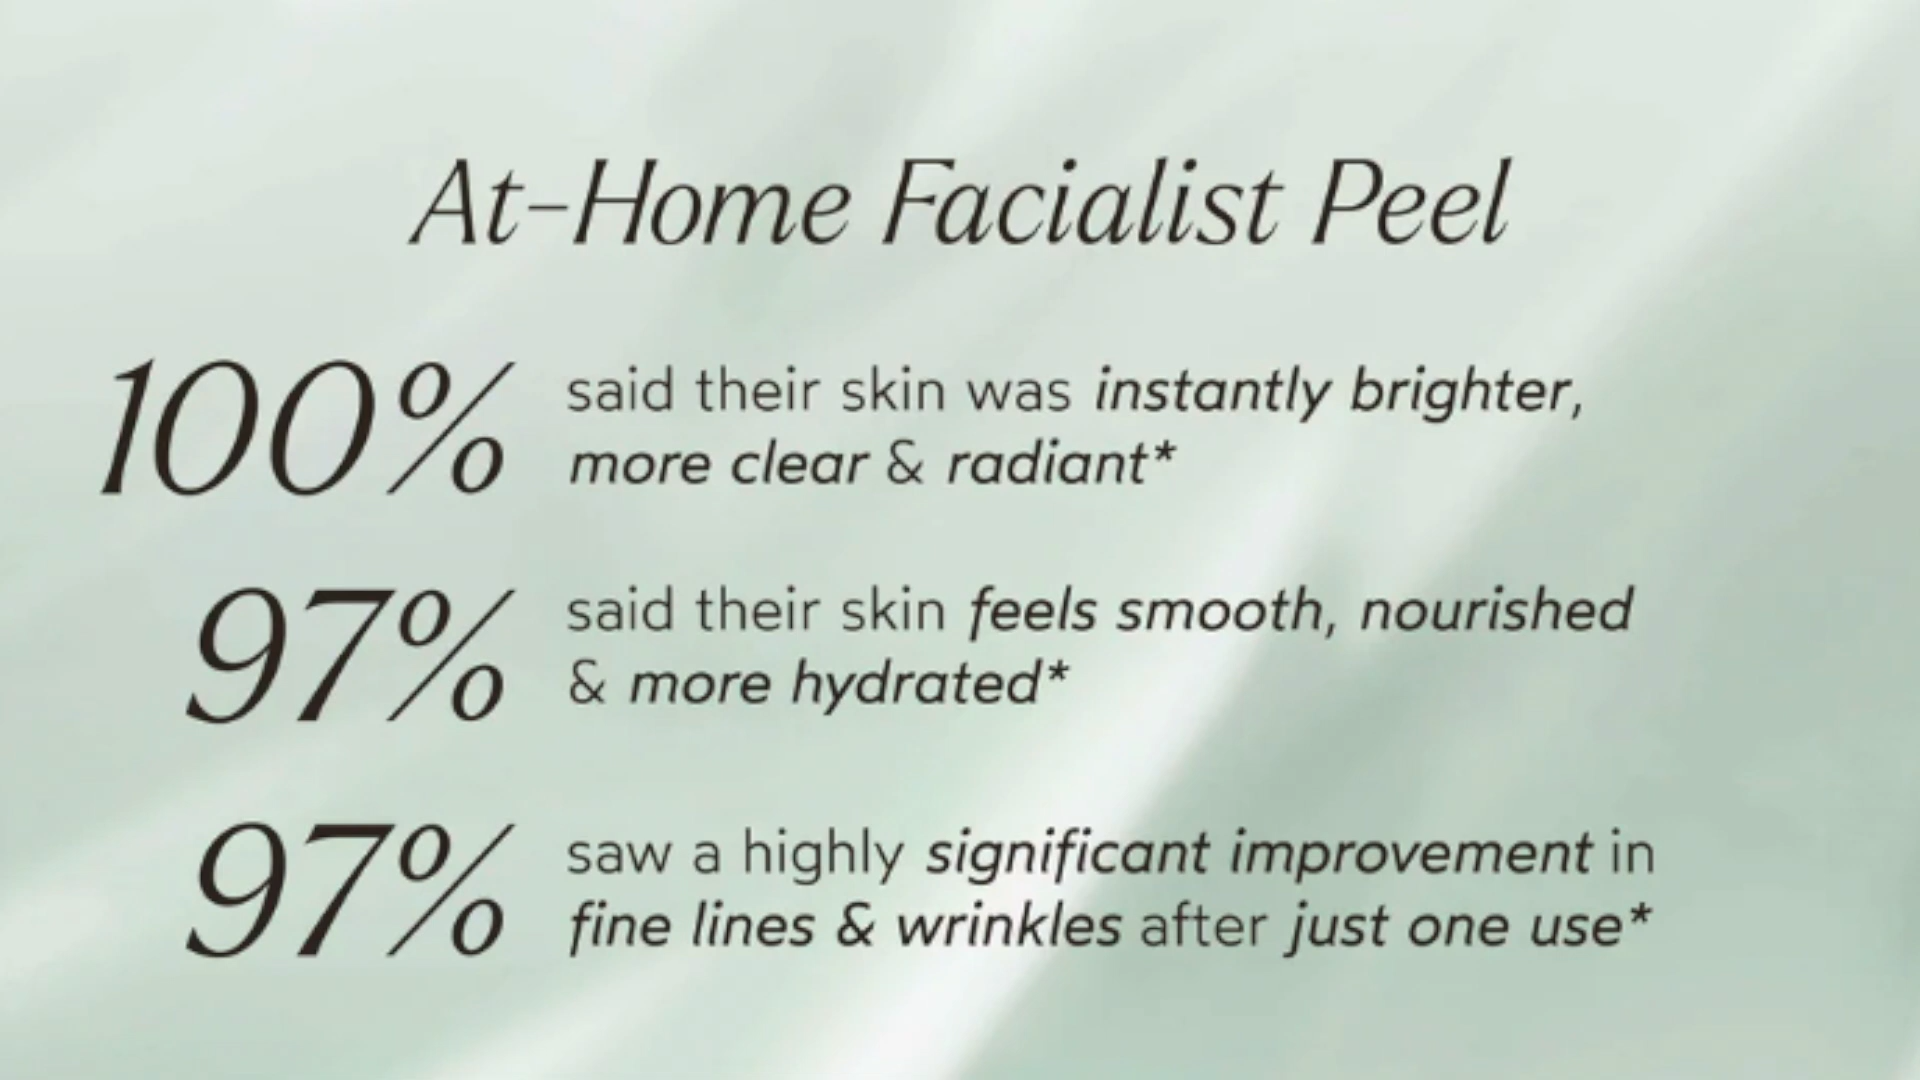 At-Home Facialist Peel
100% said their skin was instantly brighter,
more clear & radiant*
97% said their skin feels smooth, nourished
& more hydrated*
97% saw a highly significant improvement in
fine lines & wrinkles after just one use*